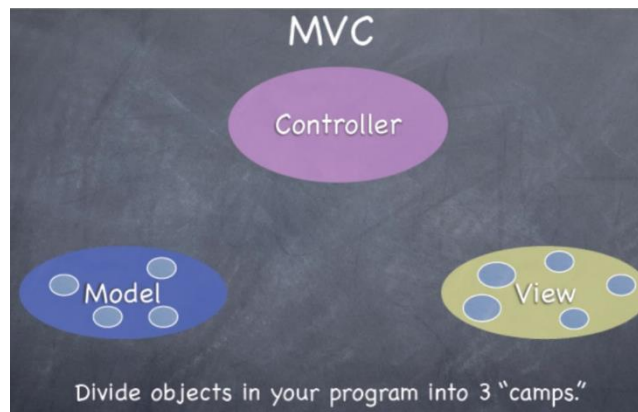 MVC
Controller
Model
View
Divide objects in your program into 3 “camps.”